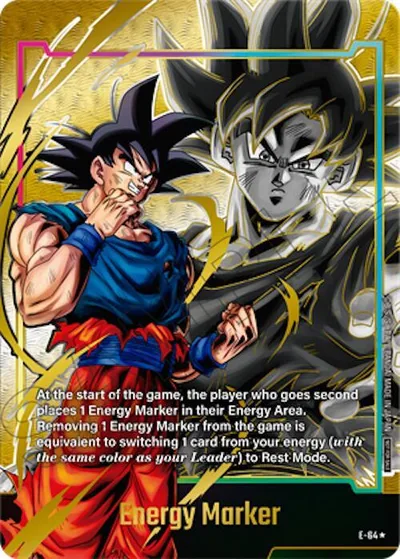 At the start of the game, the player who goes second
places 1 Energy Marker in their Energy Area.
Removing 1 Energy Marker from the game is
equivalent to switching 1 card from your energy (with
the same color as your Leader) to Rest Mode.
Energy Marker
E-64★